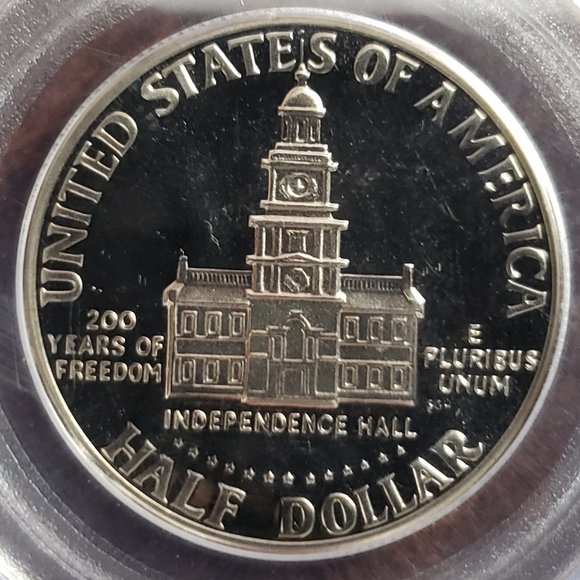 UNITED STATES OF AMERICA
200
YEARS OF
FREEDOM
E
PLURIBUS
UNUM
INDEPENDENCE HALL
HALF DOLLAR